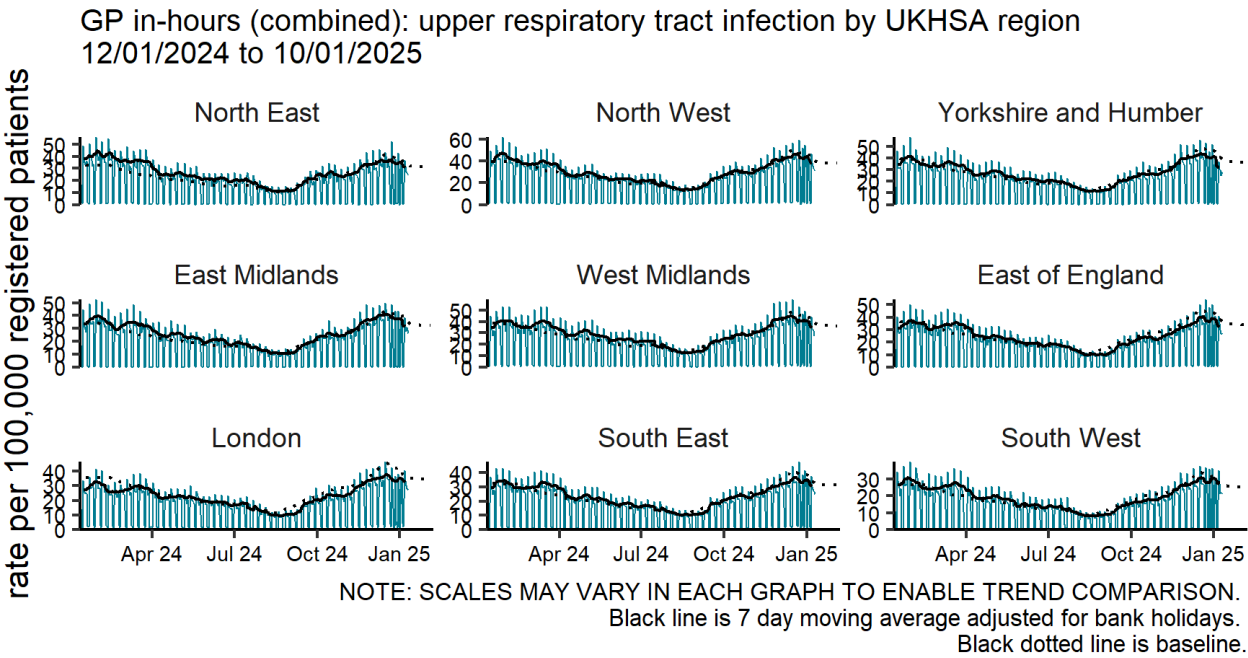 GP in-hours (combined): upper respiratory tract infection by UKHSA region
12/01/2024 to 10/01/2025
rate per 100,000 registered patients
North East
50
40
30
20
10
0
North West
60
40
20
0
Yorkshire and Humber
50
40
30
20
10
0
East Midlands
50
40
30
20
10
0
West Midlands
50
40
30
20
10
0
East of England
50
40
30
20
10
0
London
40
30
20
10
0
South East
40
30
20
10
0
South West
30
20
10
0
Apr 24 Jul 24 Oct 24 Jan 25
Apr 24 Jul 24 Oct 24 Jan 25
Apr 24 Jul 24 Oct 24 Jan 25
NOTE: SCALES MAY VARY IN EACH GRAPH TO ENABLE TREND COMPARISON.
Black line is 7 day moving average adjusted for bank holidays.
Black dotted line is baseline.